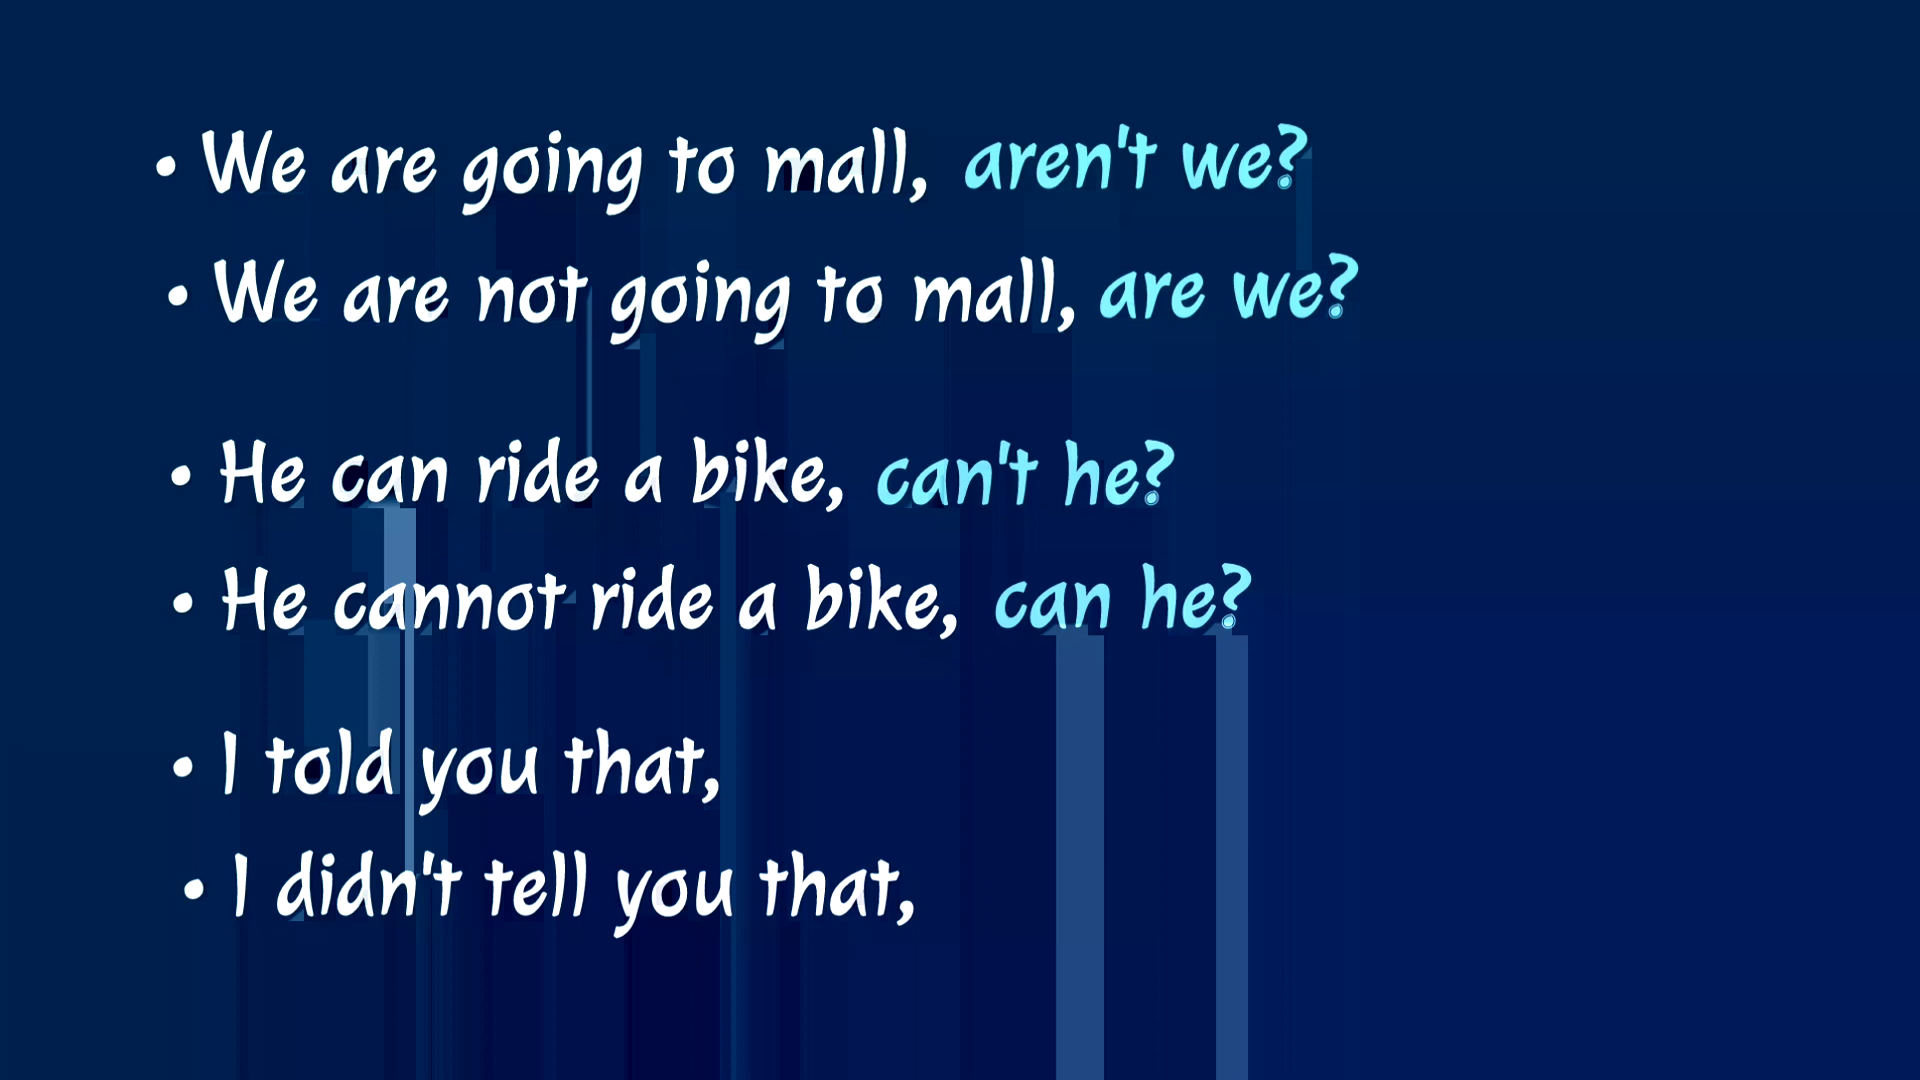 • We are going to mall, aren't we?
• We are not going to mall, are we?
• He can ride a bike, can't he?
• He cannot ride a bike, can he?
• I told you that,
• I didn't tell you that,